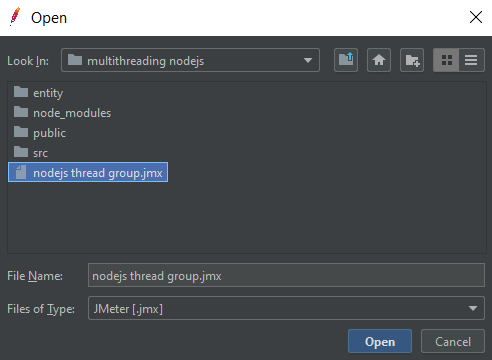 Open
Look In: multithreading nodejs
entity
node_modules
public
src
nodejs thread group.jmx
File Name: nodejs thread group.jmx
Files of Type: JMeter [.jmx]
Open Cancel